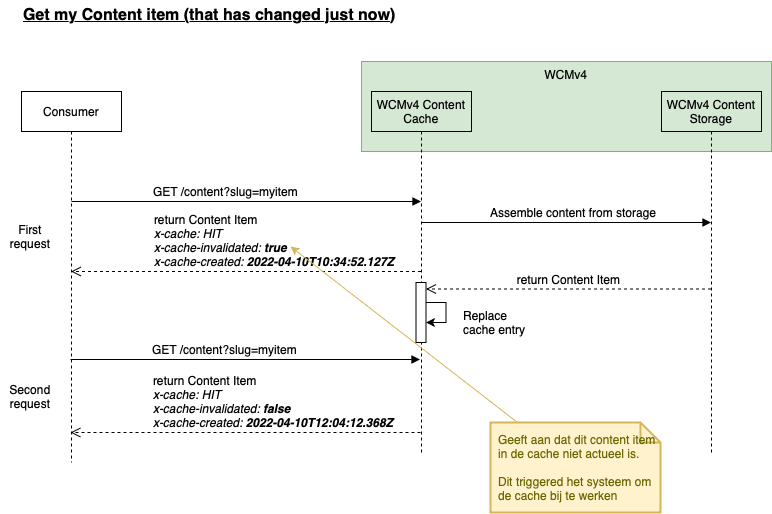 Get my Content item (that has changed just now)
WCMv4
Consumer
WCMv4 Content
Cache
WCMv4 Content
Storage
GET /content?slug=myitem
Assemble content from storage
First
request
return Content Item
x-cache: HIT
x-cache-invalidated: true
x-cache-created: 2022-04-10T10:34:52.127Z
return Content Item
Replace
cache entry
GET /content?slug=myitem
Second
request
return Content Item
x-cache: HIT
x-cache-invalidated: false
x-cache-created: 2022-04-10T12:04:12.368Z
Geeft aan dat dit content item
in de cache niet actueel is.
Dit triggered het systeem om
de cache bij te werken